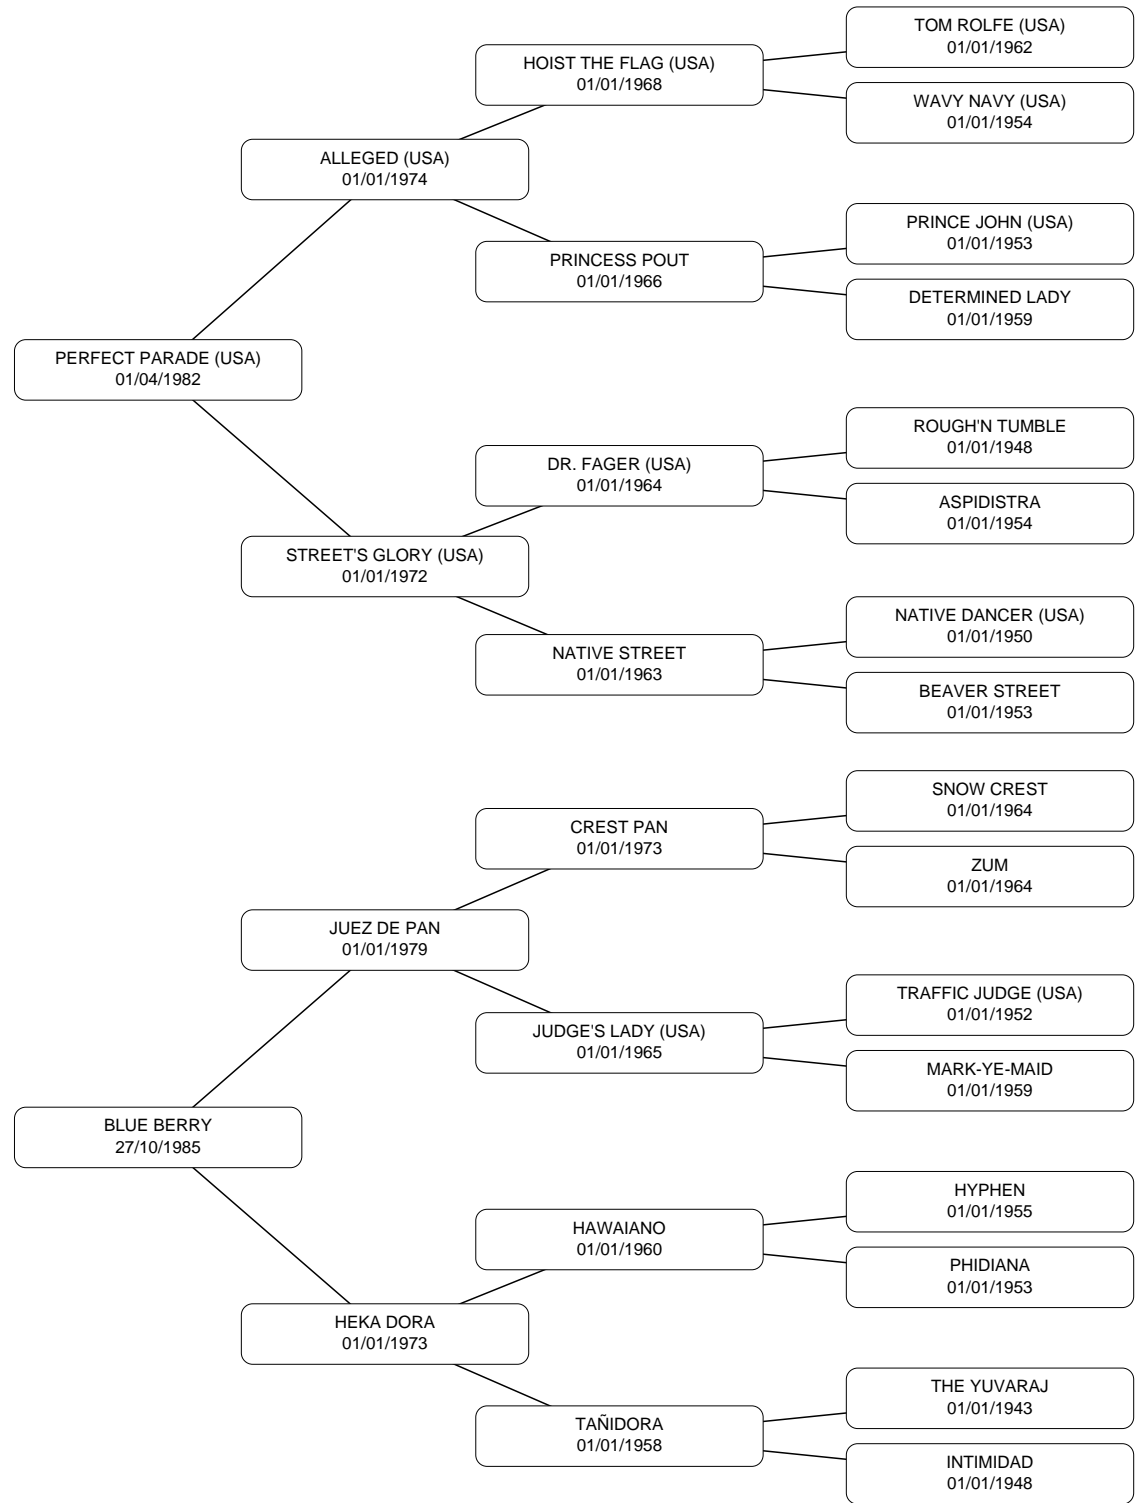 TOM ROLFE (USA)
01/01/1962
HOIST THE FLAG (USA)
01/01/1968
WAVY NAVY (USA)
01/01/1954
ALLEGED (USA)
01/01/1974
PRINCE JOHN (USA)
01/01/1953
PRINCESS POUT
01/01/1966
DETERMINED LADY
01/01/1959
PERFECT PARADE (USA)
01/04/1982
ROUGH'N TUMBLE
01/01/1948
DR. FAGER (USA)
01/01/1964
ASPIDISTRA
01/01/1954
STREET'S GLORY (USA)
01/01/1972
NATIVE DANCER (USA)
01/01/1950
NATIVE STREET
01/01/1963
BEAVER STREET
01/01/1953
SNOW CREST
01/01/1964
CREST PAN
01/01/1973
ZUM
01/01/1964
JUEZ DE PAN
01/01/1979
TRAFFIC JUDGE (USA)
01/01/1952
JUDGE'S LADY (USA)
01/01/1965
MARK-YE-MAID
01/01/1959
BLUE BERRY
27/10/1985
HYPHEN
01/01/1955
HAWAIANO
01/01/1960
PHIDIANA
01/01/1953
HEKA DORA
01/01/1973
THE YUVARAJ
01/01/1943
TAÑIDORA
01/01/1958
INTIMIDAD
01/01/1948